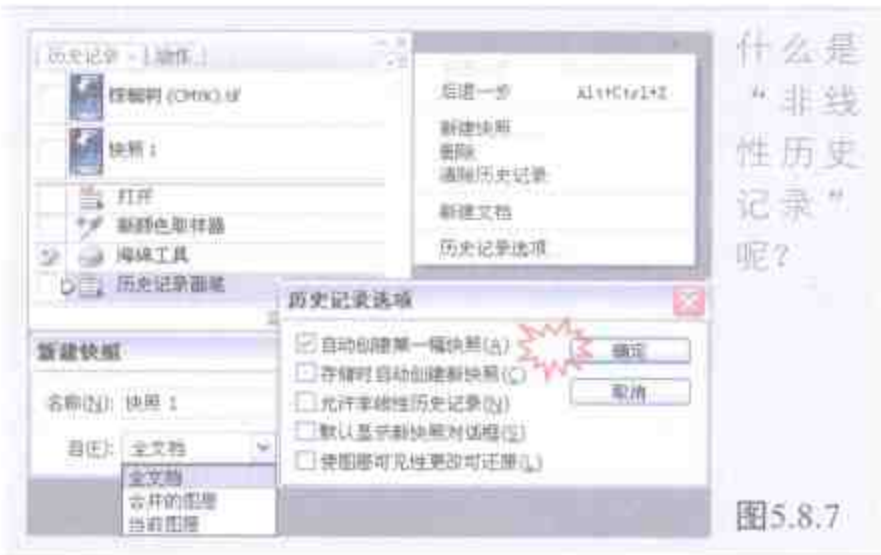 历史记录
动作
棕榈树 (CMYK).tif
快照 1
打开
新颜色取样器
海绵工具
历史记录画笔
后退一步 Alt+Ctrl+Z
新建快照
删除
清除历史记录
新建文档
历史记录选项
新建快照
名称(N): 快照 1
自(F): 全文档
全文档
合并的图层
当前图层
历史记录选项
自动创建第一幅快照(A)
存储时自动创建新快照(C)
允许非线性历史记录(N)
默认显示新快照对话框(S)
使图层可见性更改可还原(L)
确定
取消
什么是
“非线
性历史
记录”
呢?
图5.8.7